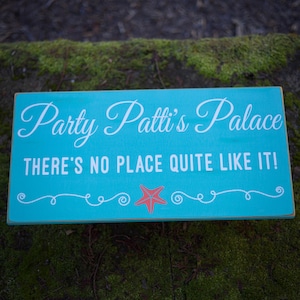 Party Patti's Palace
THERE'S NO PLACE QUITE LIKE IT!